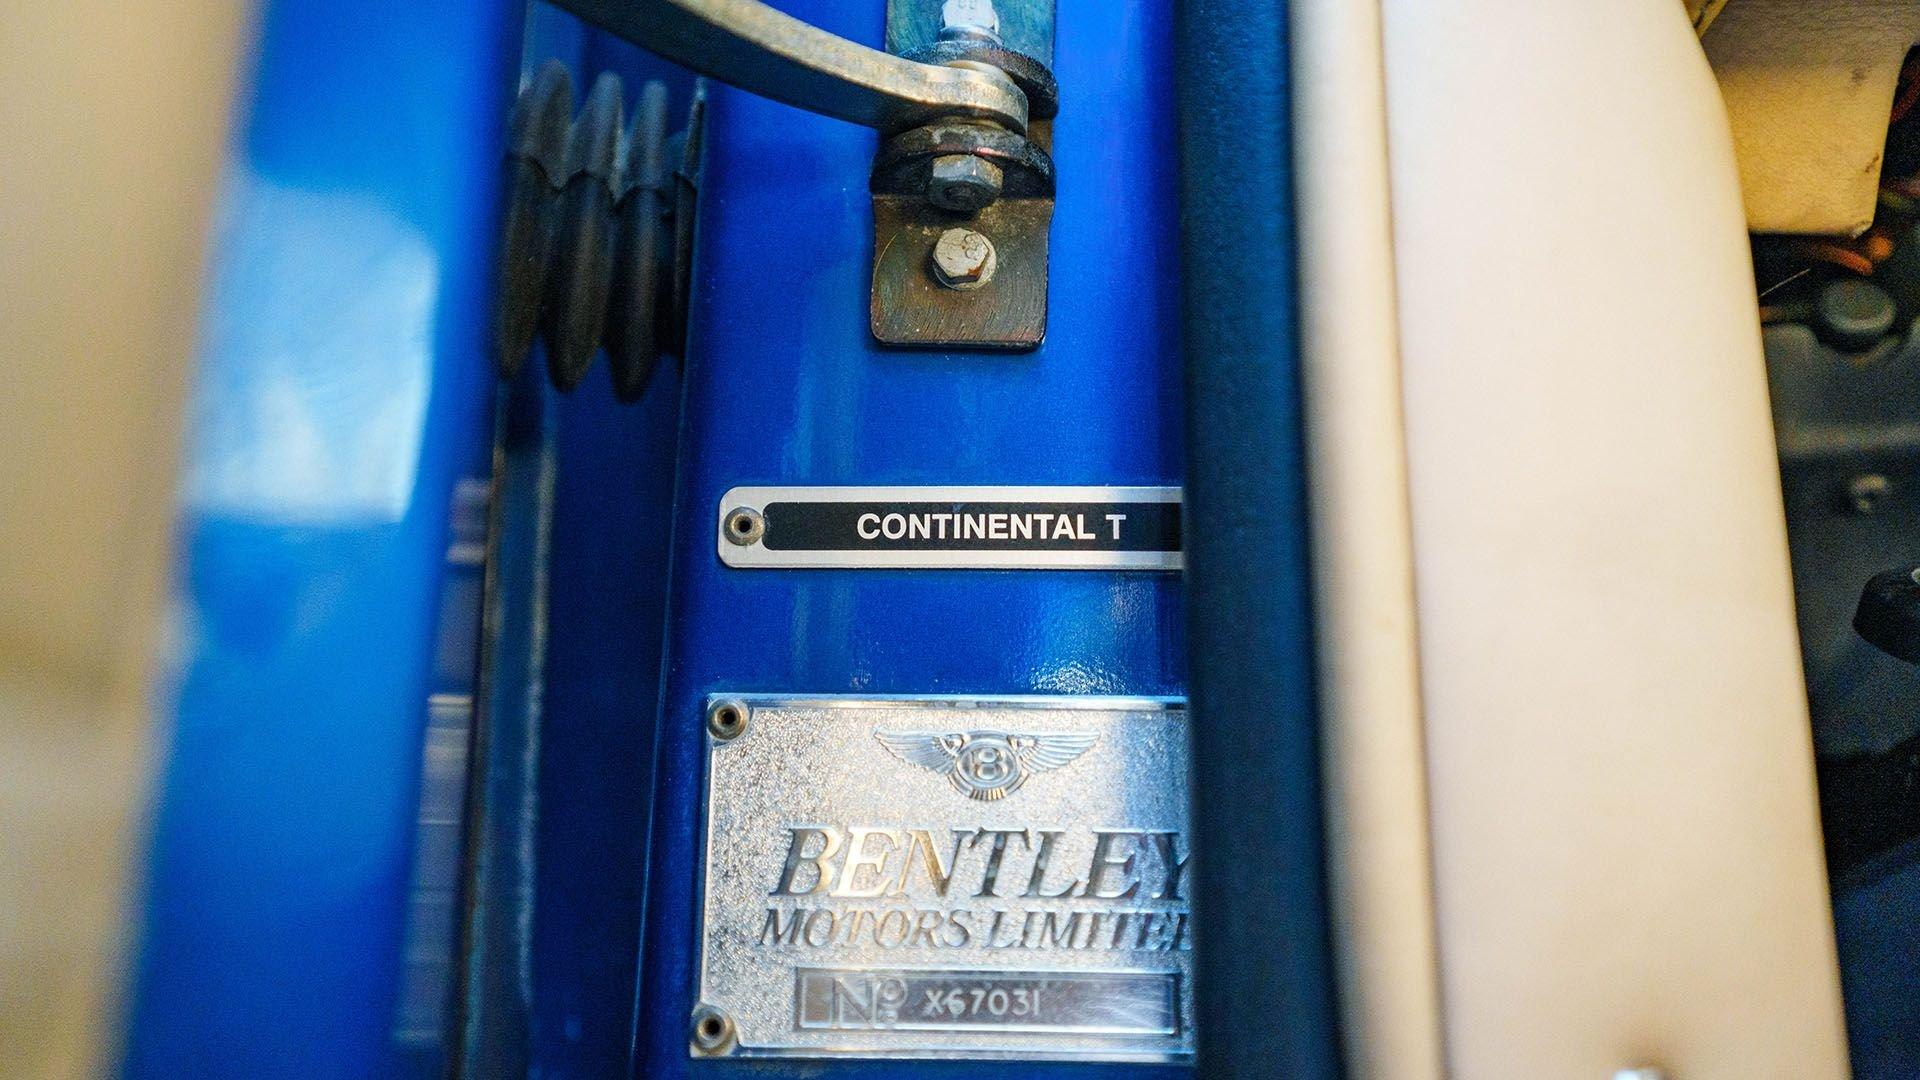 CONTINENTAL T
B
BENTLEY
MOTORS LIMITED
No X67031